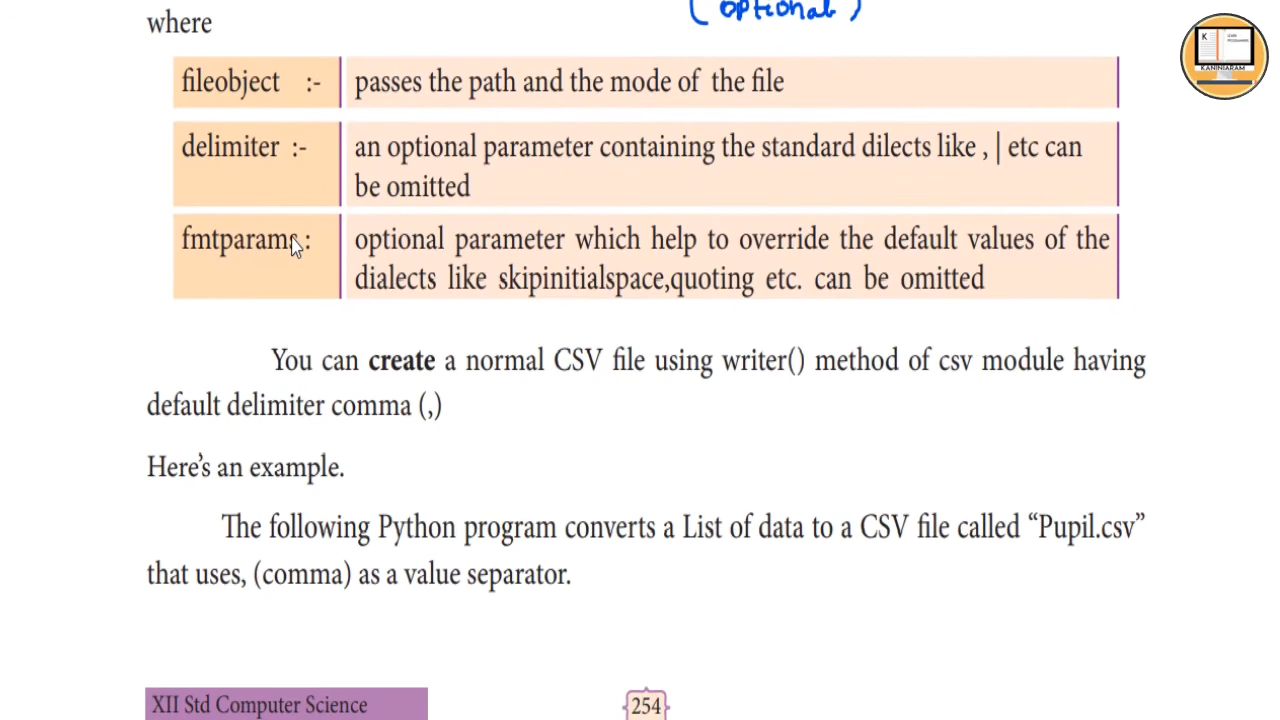 (optional)
where
KANINIARAM
fileobject :- passes the path and the mode of the file
delimiter :- an optional parameter containing the standard dilects like , | etc can
be omitted
fmtparams : optional parameter which help to override the default values of the
dialects like skipinitialspace,quoting etc. can be omitted
You can create a normal CSV file using writer() method of csv module having
default delimiter comma (,)
Here's an example.
The following Python program converts a List of data to a CSV file called “Pupil.csv”
that uses, (comma) as a value separator.
XII Std Computer Science
254